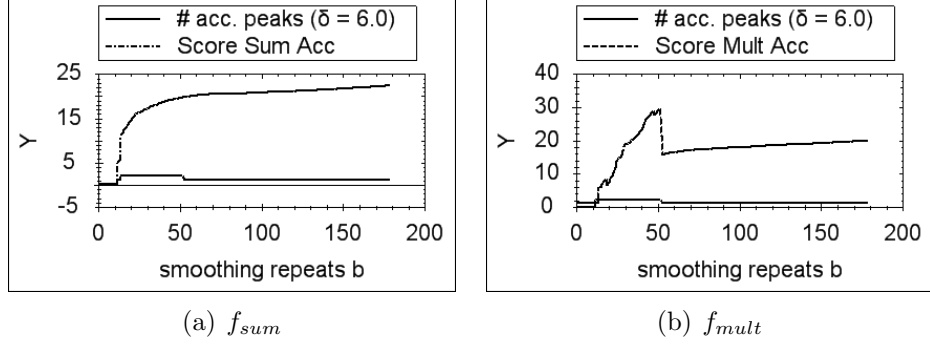 # acc. peaks (δ = 6.0)
Score Sum Acc
25
15
5
-5
Y
0 50 100 150 200
smoothing repeats b
(a) f_sum
# acc. peaks (δ = 6.0)
Score Mult Acc
40
30
20
10
0
Y
0 50 100 150 200
smoothing repeats b
(b) f_mult